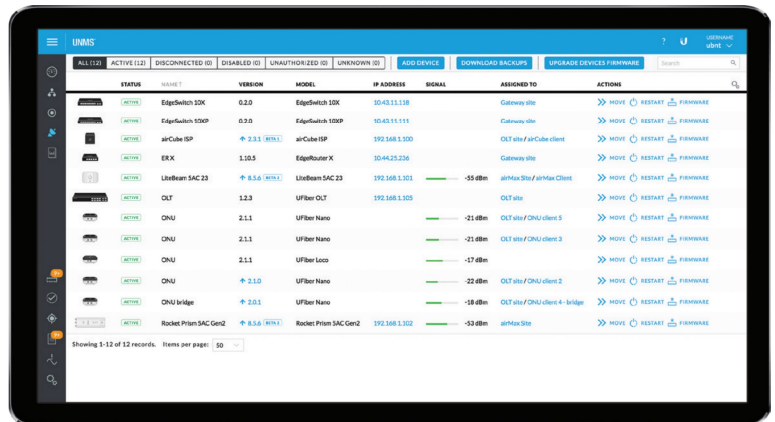 UNMS
?
USERNAME
ubnt
ALL (12) ACTIVE (12) DISCONNECTED (0) DISABLED (0) UNAUTHORIZED (0) UNKNOWN (0) ADD DEVICE DOWNLOAD BACKUPS UPGRADE DEVICES FIRMWARE Search
STATUS NAME VERSION MODEL IP ADDRESS SIGNAL ASSIGNED TO ACTIONS
ACTIVE EdgeSwitch 10X 0.2.0 EdgeSwitch 10X 10.43.11.118 Gateway site MOVE RESTART FIRMWARE
ACTIVE EdgeSwitch 10XP 0.2.0 EdgeSwitch 10XP 10.43.11.111 Gateway site MOVE RESTART FIRMWARE
ACTIVE airCube ISP 2.3.1 BETA 1 airCube ISP 192.168.1.100 OLT site / airCube client MOVE RESTART FIRMWARE
ACTIVE ER X 1.10.5 EdgeRouter X 10.44.25.236 Gateway site MOVE RESTART FIRMWARE
ACTIVE LiteBeam 5AC 23 8.5.6 LiteBeam 5AC 23 192.168.1.101 -55 dBm airMax Site / airMax Client MOVE RESTART FIRMWARE
ACTIVE OLT 1.2.3 UFiber OLT 192.168.1.105 OLT site MOVE RESTART FIRMWARE
ACTIVE ONU 2.1.1 UFiber Nano -21 dBm OLT site / ONU client 5 MOVE RESTART FIRMWARE
ACTIVE ONU 2.1.1 UFiber Nano -21 dBm OLT site / ONU client 3 MOVE RESTART FIRMWARE
ACTIVE ONU 2.1.1 UFiber Loco -17 dBm MOVE RESTART FIRMWARE
ACTIVE ONU 2.1.0 UFiber Nano -22 dBm OLT site / ONU client 2 MOVE RESTART FIRMWARE
ACTIVE ONU bridge 2.0.1 UFiber Nano -18 dBm OLT site / ONU client 4 - bridge MOVE RESTART FIRMWARE
ACTIVE Rocket Prism 5AC Gen2 8.5.6 Rocket Prism 5AC Gen2 192.168.1.102 -53 dBm airMax Site MOVE RESTART FIRMWARE
Showing 1-12 of 12 records. Items per page: 50